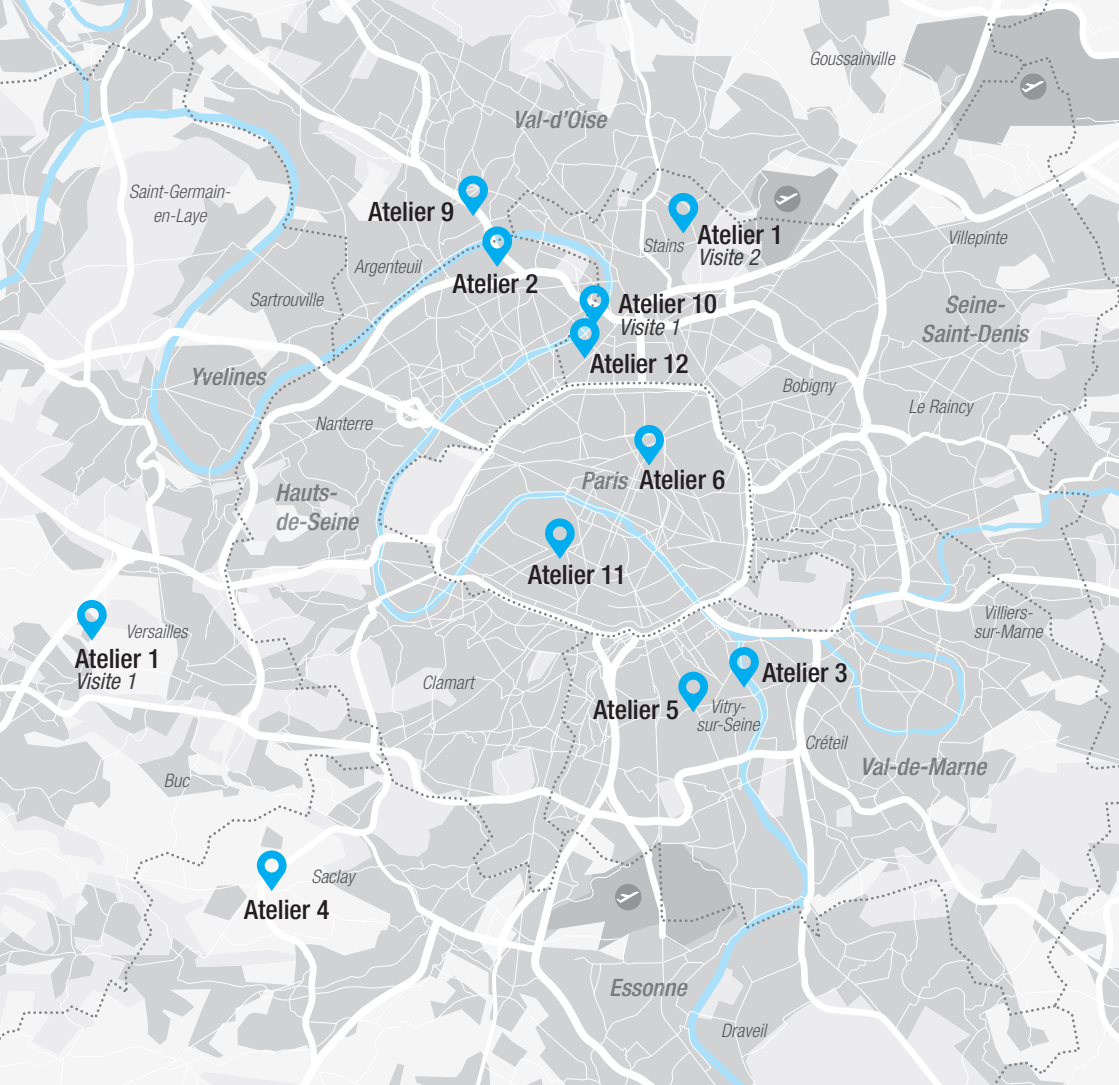 Goussainville
Val-d'Oise
Saint-Germain-
en-Laye
Atelier 9
Atelier 1
Visite 2
Stains
Villepinte
Argenteuil
Atelier 2
Sartrouville
Atelier 10
Visite 1
Seine-
Saint-Denis
Atelier 12
Yvelines
Bobigny
Le Raincy
Nanterre
Paris
Atelier 6
Hauts-
de-Seine
Atelier 11
Versailles
Villiers-
sur-Marne
Atelier 1
Visite 1
Clamart
Atelier 3
Atelier 5
Vitry-
sur-Seine
Créteil
Val-de-Marne
Buc
Saclay
Atelier 4
Essonne
Draveil